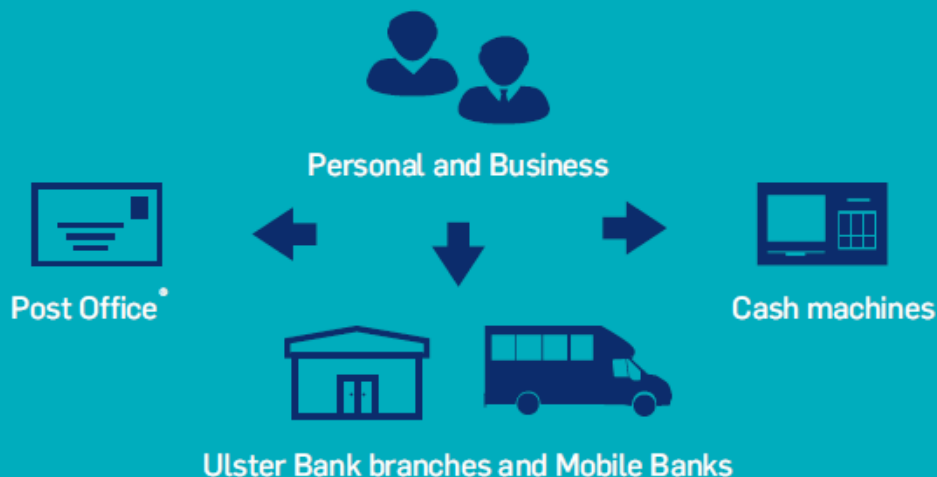 Personal and Business
Post Office®
Cash machines
Ulster Bank branches and Mobile Banks